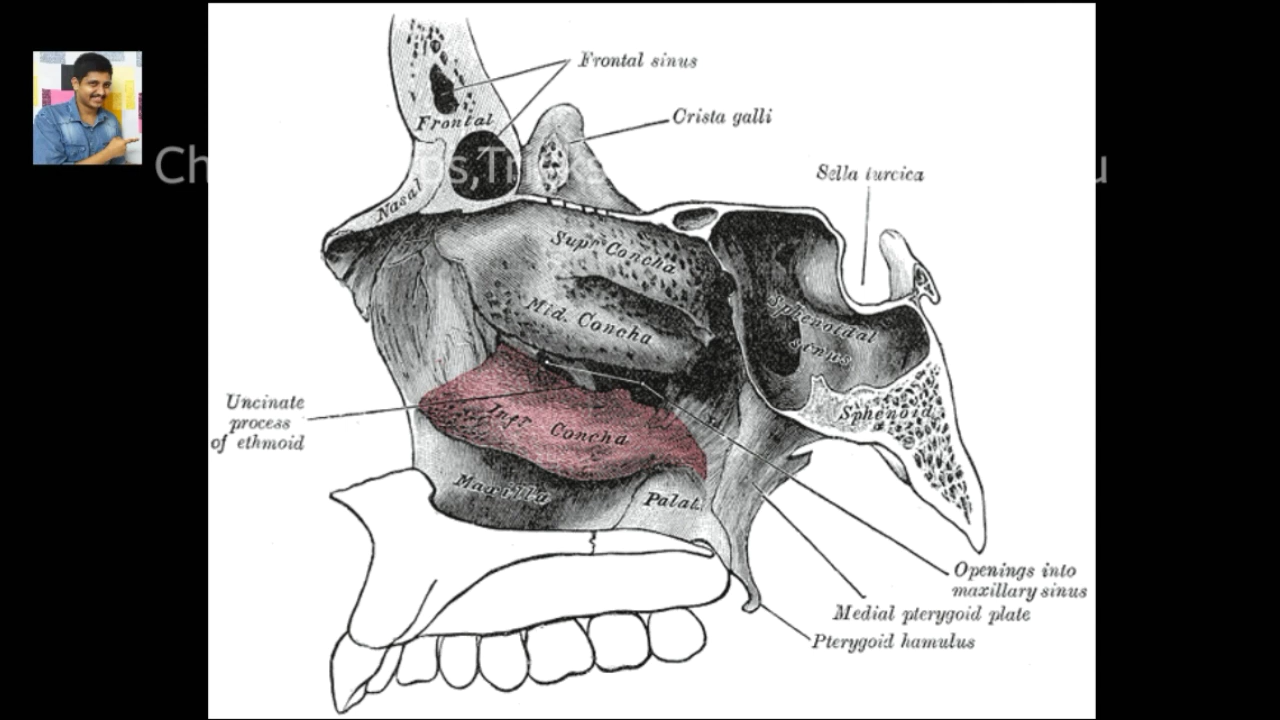 Frontal sinus
Frontal
Crista galli
Nasal
Sella turcica
Supr Concha
Mid. Concha
Sphenoidal
sinus
Sphenoid
Uncinate
process
of ethmoid
Infr Concha
Maxilla
Palat.
Openings into
maxillary sinus
Medial pterygoid plate
Pterygoid hamulus